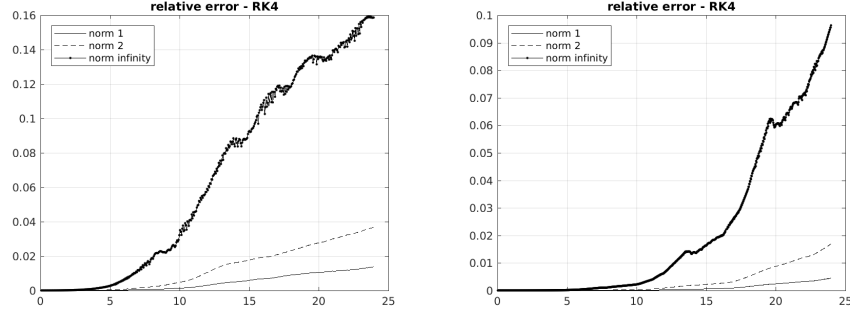 relative error - RK4
norm 1
norm 2
norm infinity
0.16
0.14
0.12
0.1
0.08
0.06
0.04
0.02
0
0 5 10 15 20 25
relative error - RK4
norm 1
norm 2
norm infinity
0.1
0.09
0.08
0.07
0.06
0.05
0.04
0.03
0.02
0.01
0
0 5 10 15 20 25